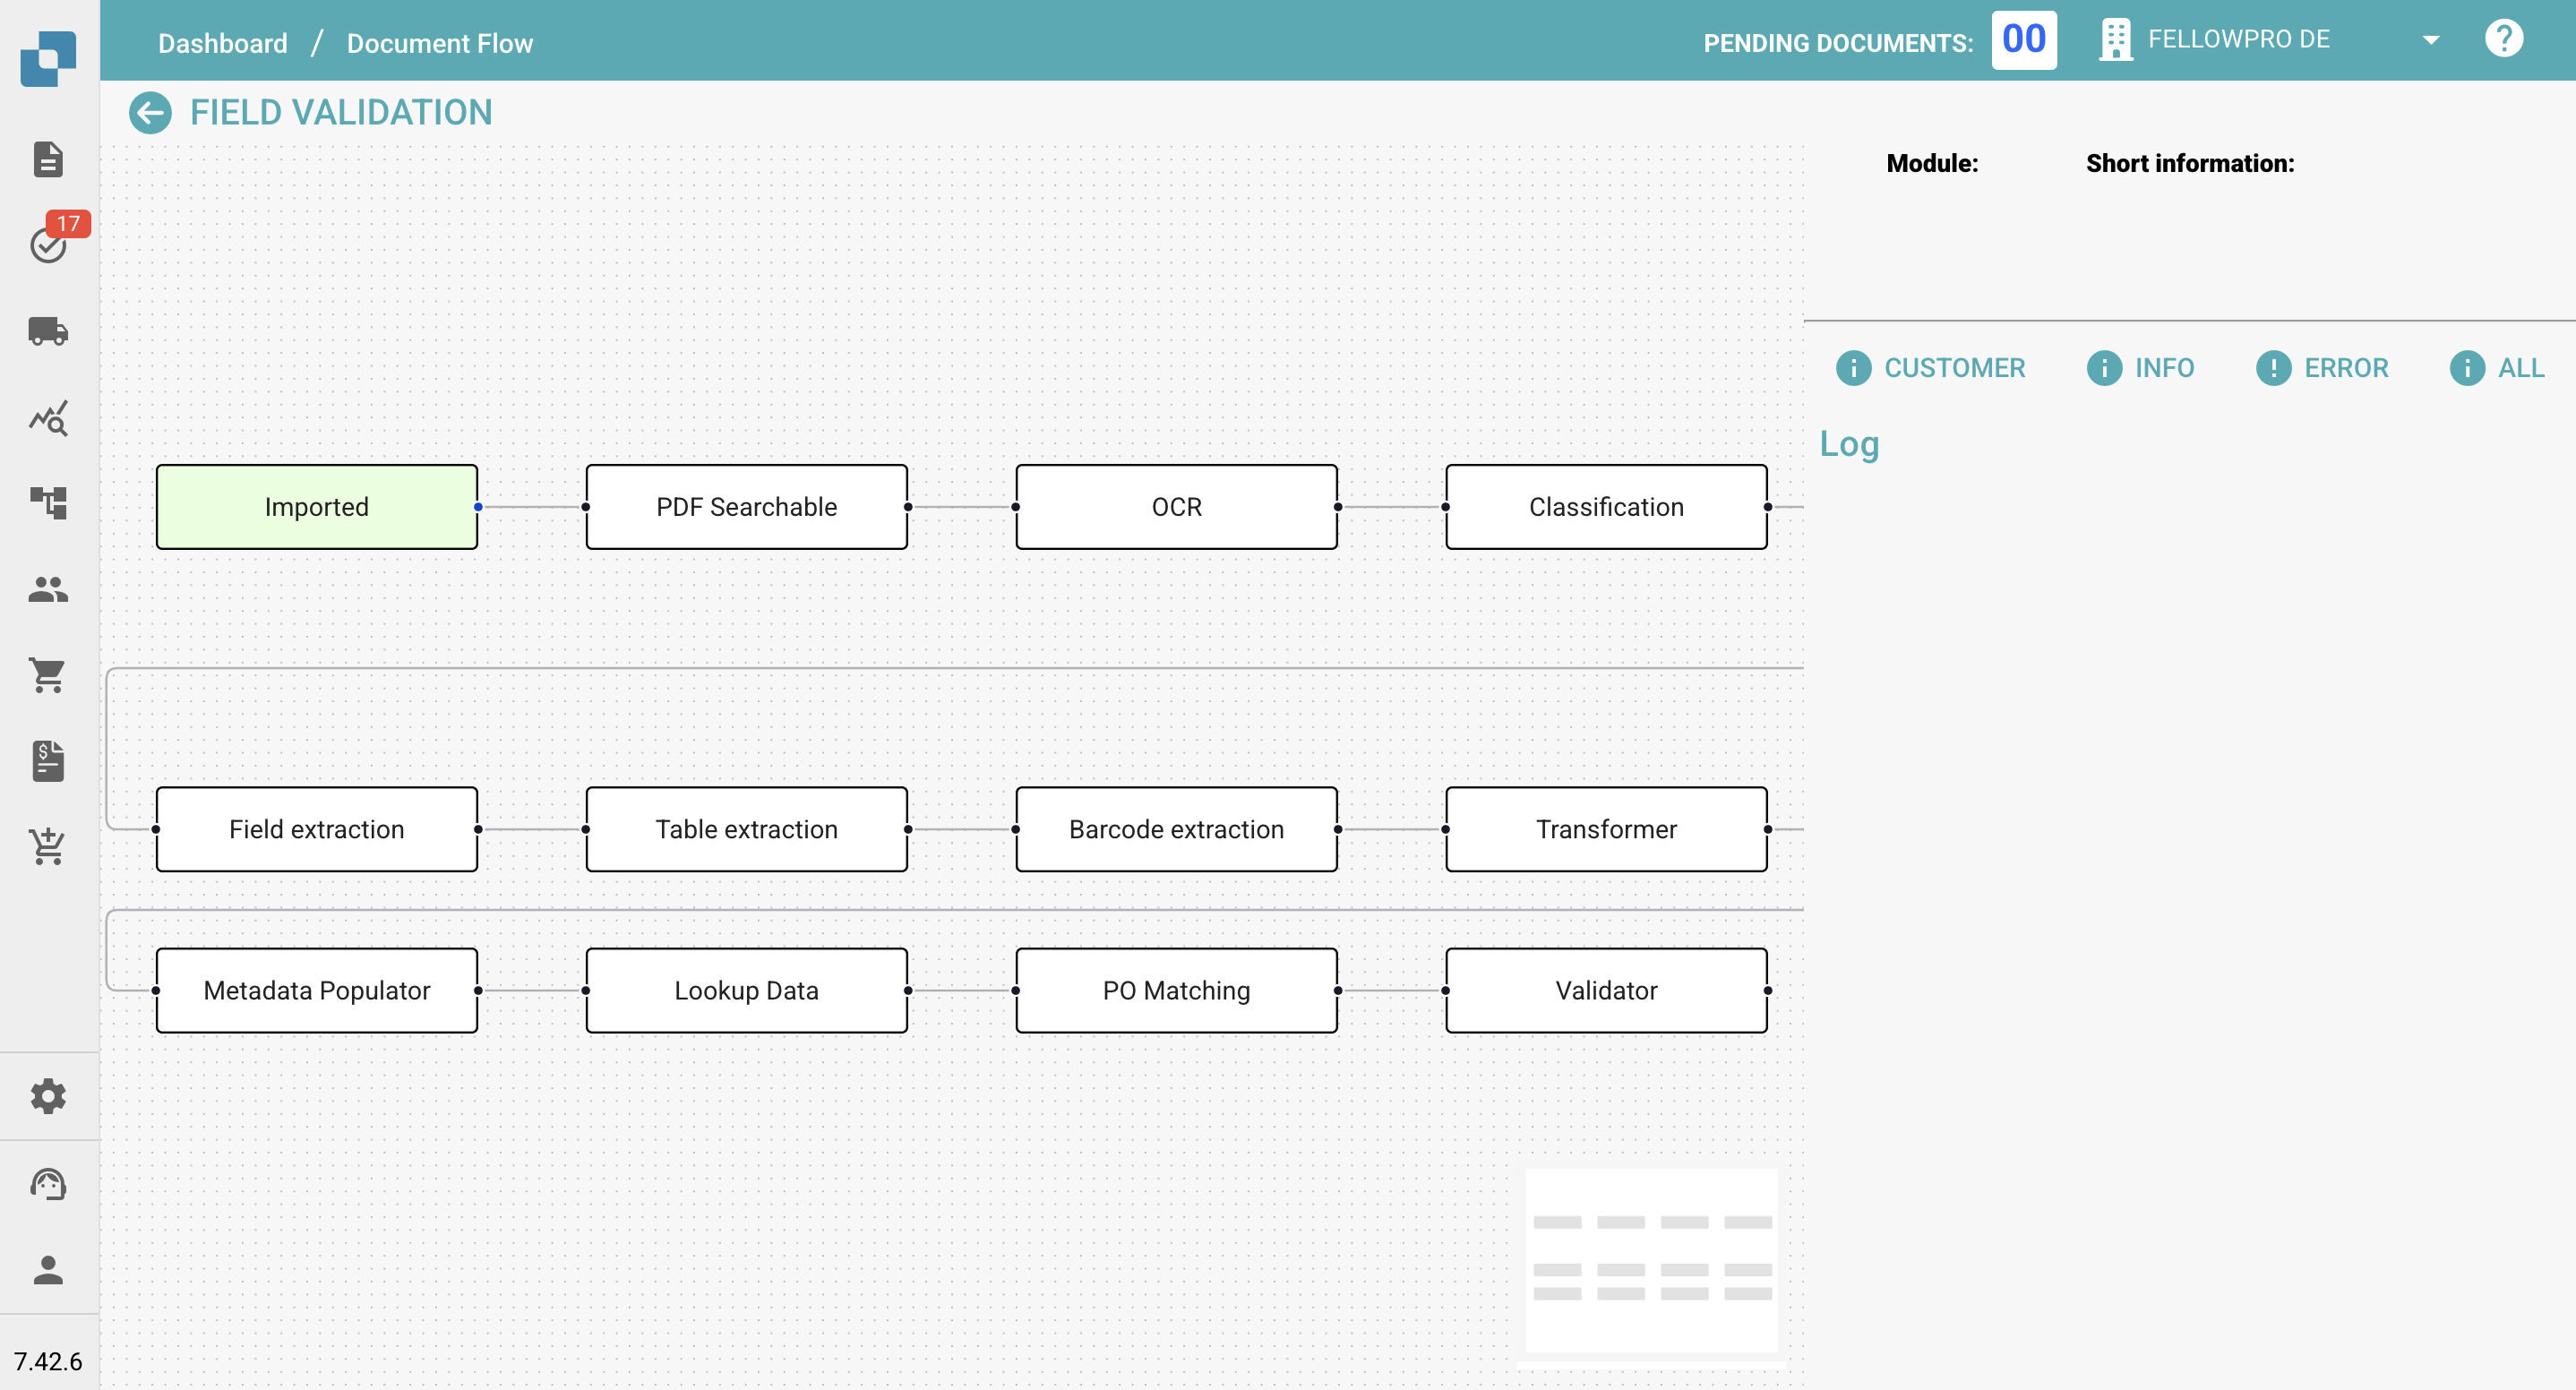 Dashboard / Document Flow
PENDING DOCUMENTS: 00
FELLOWPRO DE
FIELD VALIDATION
17
Module: Short information:
CUSTOMER INFO ERROR ALL
Log
Imported PDF Searchable OCR Classification
Field extraction Table extraction Barcode extraction Transformer
Metadata Populator Lookup Data PO Matching Validator
7.42.6